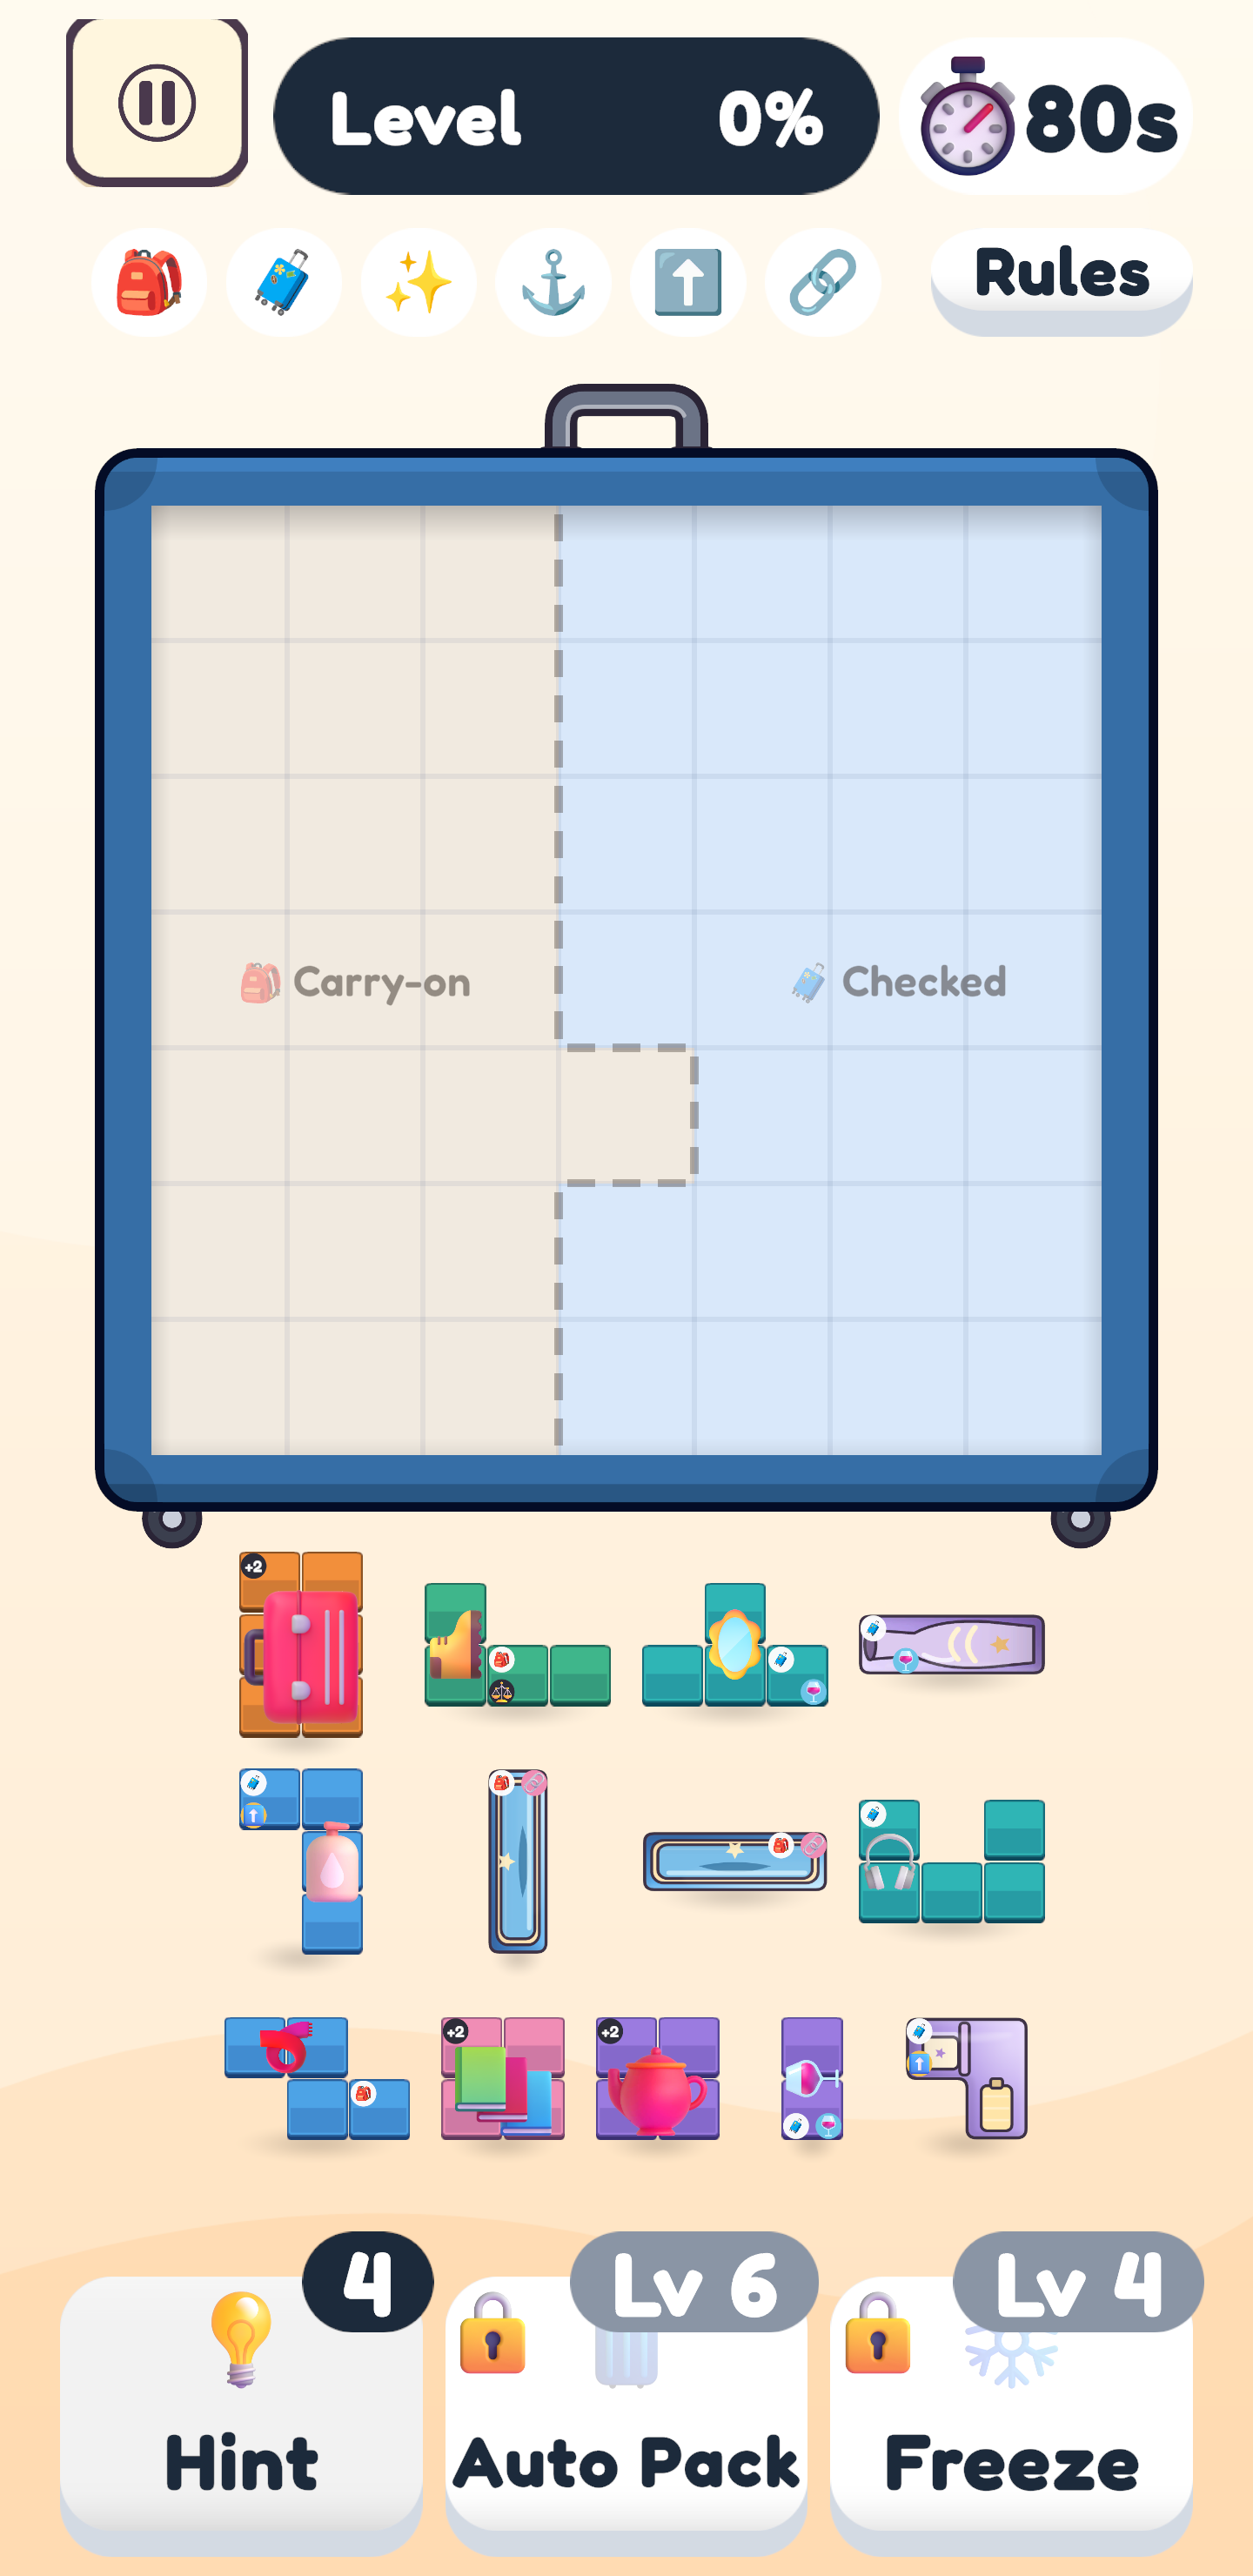 Level 0% 80s
Rules
Carry-on Checked
+2
+2 +2
4 Lv 6 Lv 4
Hint Auto Pack Freeze